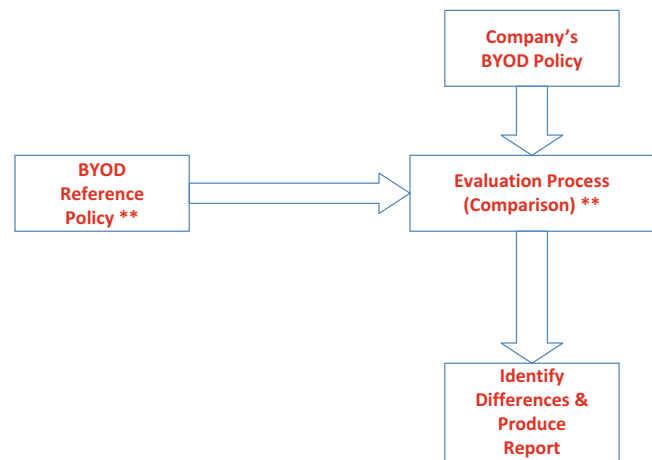 Company’s
BYOD Policy
BYOD
Reference
Policy **
Evaluation Process
(Comparison) **
Identify
Differences &
Produce
Report